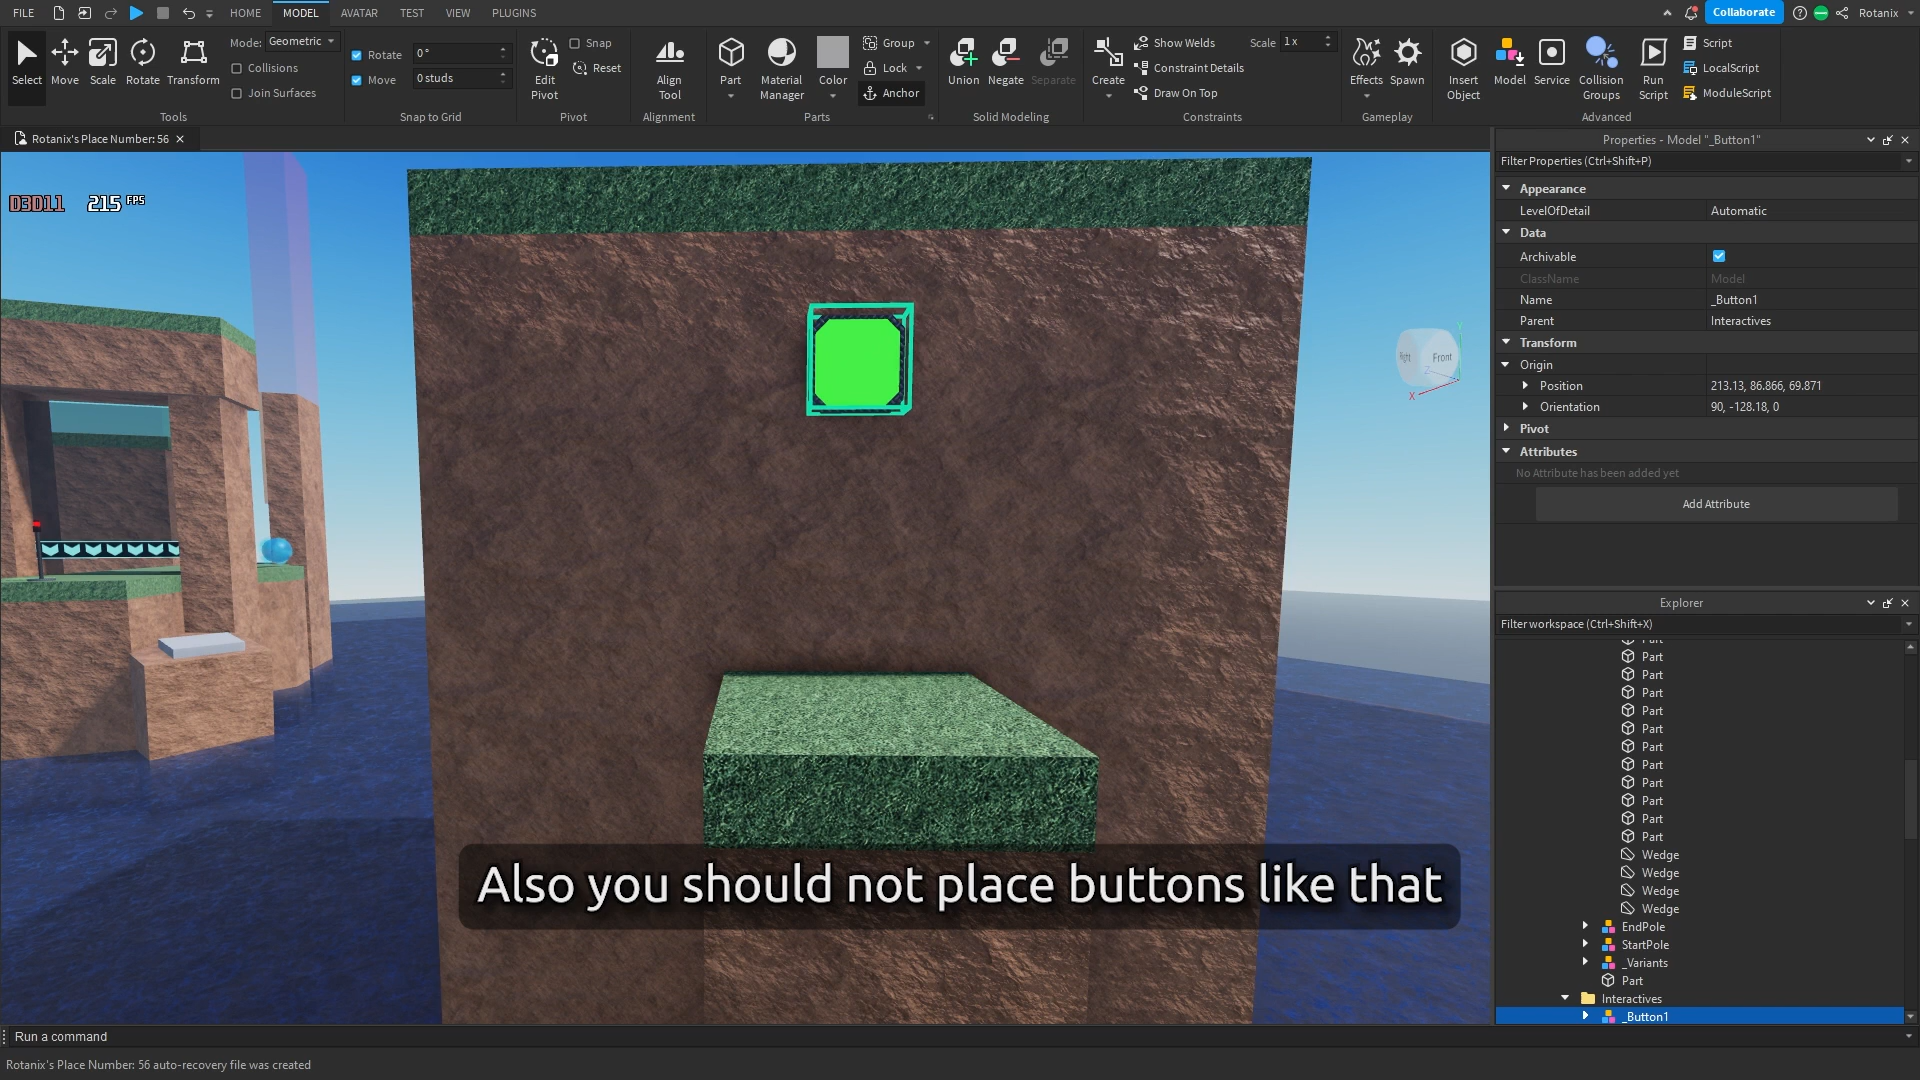 FILE HOME MODEL AVATAR TEST VIEW PLUGINS Collaborate Rotanix
Select Move Scale Rotate Transform
Mode: Geometric
Collisions
Join Surfaces
Tools
Rotate 0 °
Move 0 studs
Snap to Grid
Edit Pivot
Snap
Reset
Pivot
Align Tool
Alignment
Part
Material Manager
Color
Group
Lock
Anchor
Parts
Union Negate Separate
Solid Modeling
Create
Show Welds Scale 1 x
Constraint Details
Draw On Top
Constraints
Effects Spawn
Gameplay
Insert Object
Model Service
Collision Groups
Run Script
Script
LocalScript
ModuleScript
Advanced
Rotanix's Place Number: 56
D3D11 215 FPS
Right Front
Y
Z
X
Also you should not place buttons like that
Properties - Model "_Button1"
Filter Properties (Ctrl+Shift+P)
Appearance
LevelOfDetail Automatic
Data
Archivable
ClassName Model
Name _Button1
Parent Interactives
Transform
Origin
Position 213.13, 86.866, 69.871
Orientation 90, -128.18, 0
Pivot
Attributes
No Attribute has been added yet
Add Attribute
Explorer
Filter workspace (Ctrl+Shift+X)
Part
Part
Part
Part
Part
Part
Part
Part
Part
Part
Part
Part
Wedge
Wedge
Wedge
Wedge
EndPole
StartPole
_Variants
Part
Interactives
_Button1
Run a command
Rotanix's Place Number: 56 auto-recovery file was created